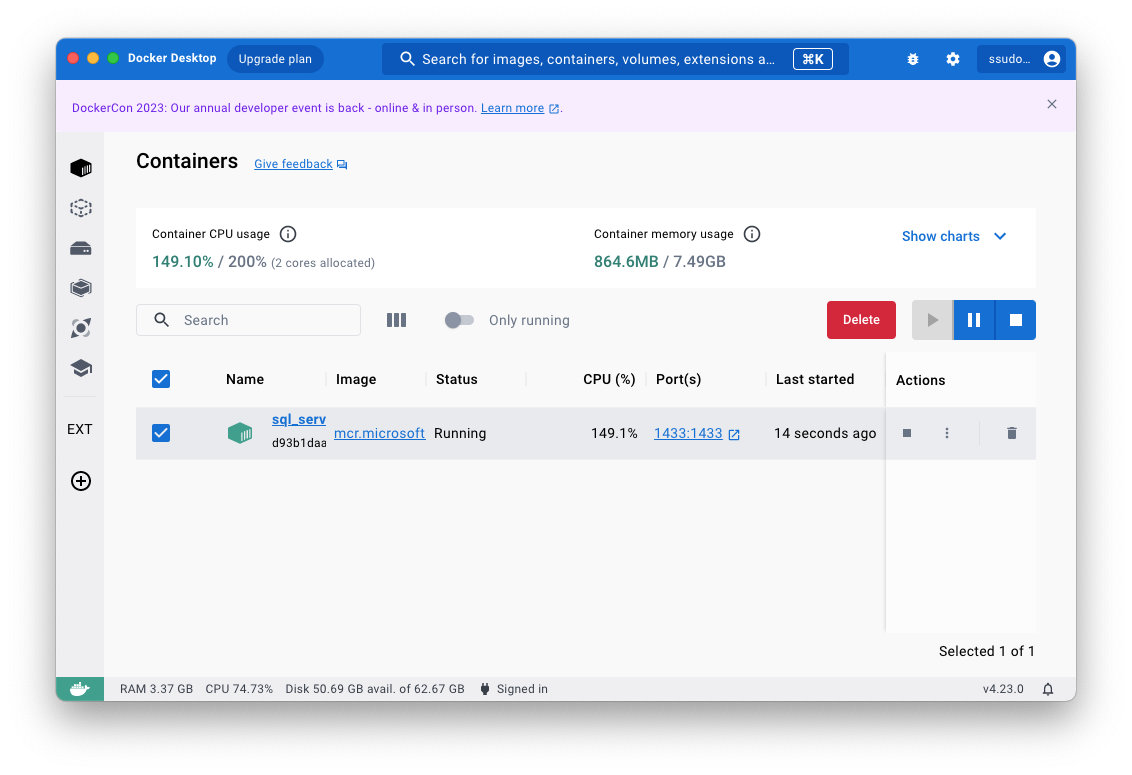 Docker Desktop Upgrade plan Search for images, containers, volumes, extensions a... ⌘K ssudo...
DockerCon 2023: Our annual developer event is back - online & in person. Learn more .
Containers Give feedback
Container CPU usage Container memory usage Show charts
149.10% / 200% (2 cores allocated) 864.6MB / 7.49GB
Search Only running Delete
Name Image Status CPU (%) Port(s) Last started Actions
sql_serv
d93b1daa mcr.microsoft Running 149.1% 1433:1433 14 seconds ago
EXT
Selected 1 of 1
RAM 3.37 GB CPU 74.73% Disk 50.69 GB avail. of 62.67 GB Signed in v4.23.0